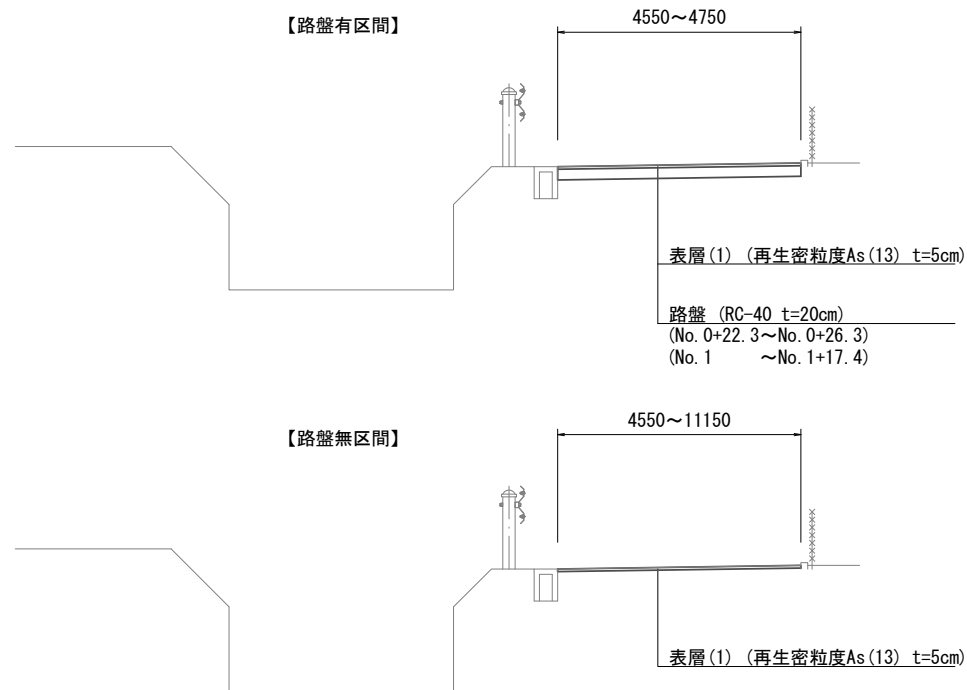 【路盤有区間】
4550～4750
表層(1) (再生密粒度As(13) t=5cm)
路盤 (RC-40 t=20cm)
(No.0+22.3～No.0+26.3)
(No.1 ～No.1+17.4)
【路盤無区間】
4550～11150
表層(1) (再生密粒度As(13) t=5cm)